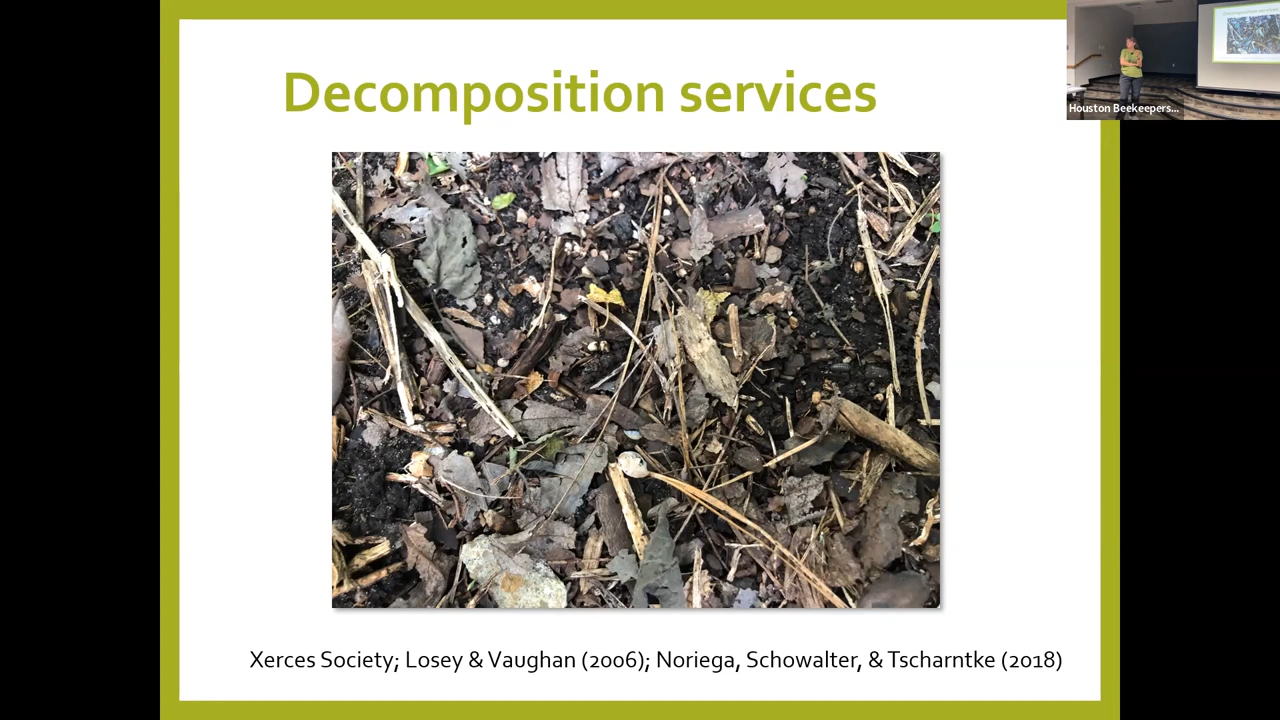 Decomposition services
Houston Beekeepers...
Xerces Society; Losey & Vaughan (2006); Noriega, Schowalter, & Tscharntke (2018)